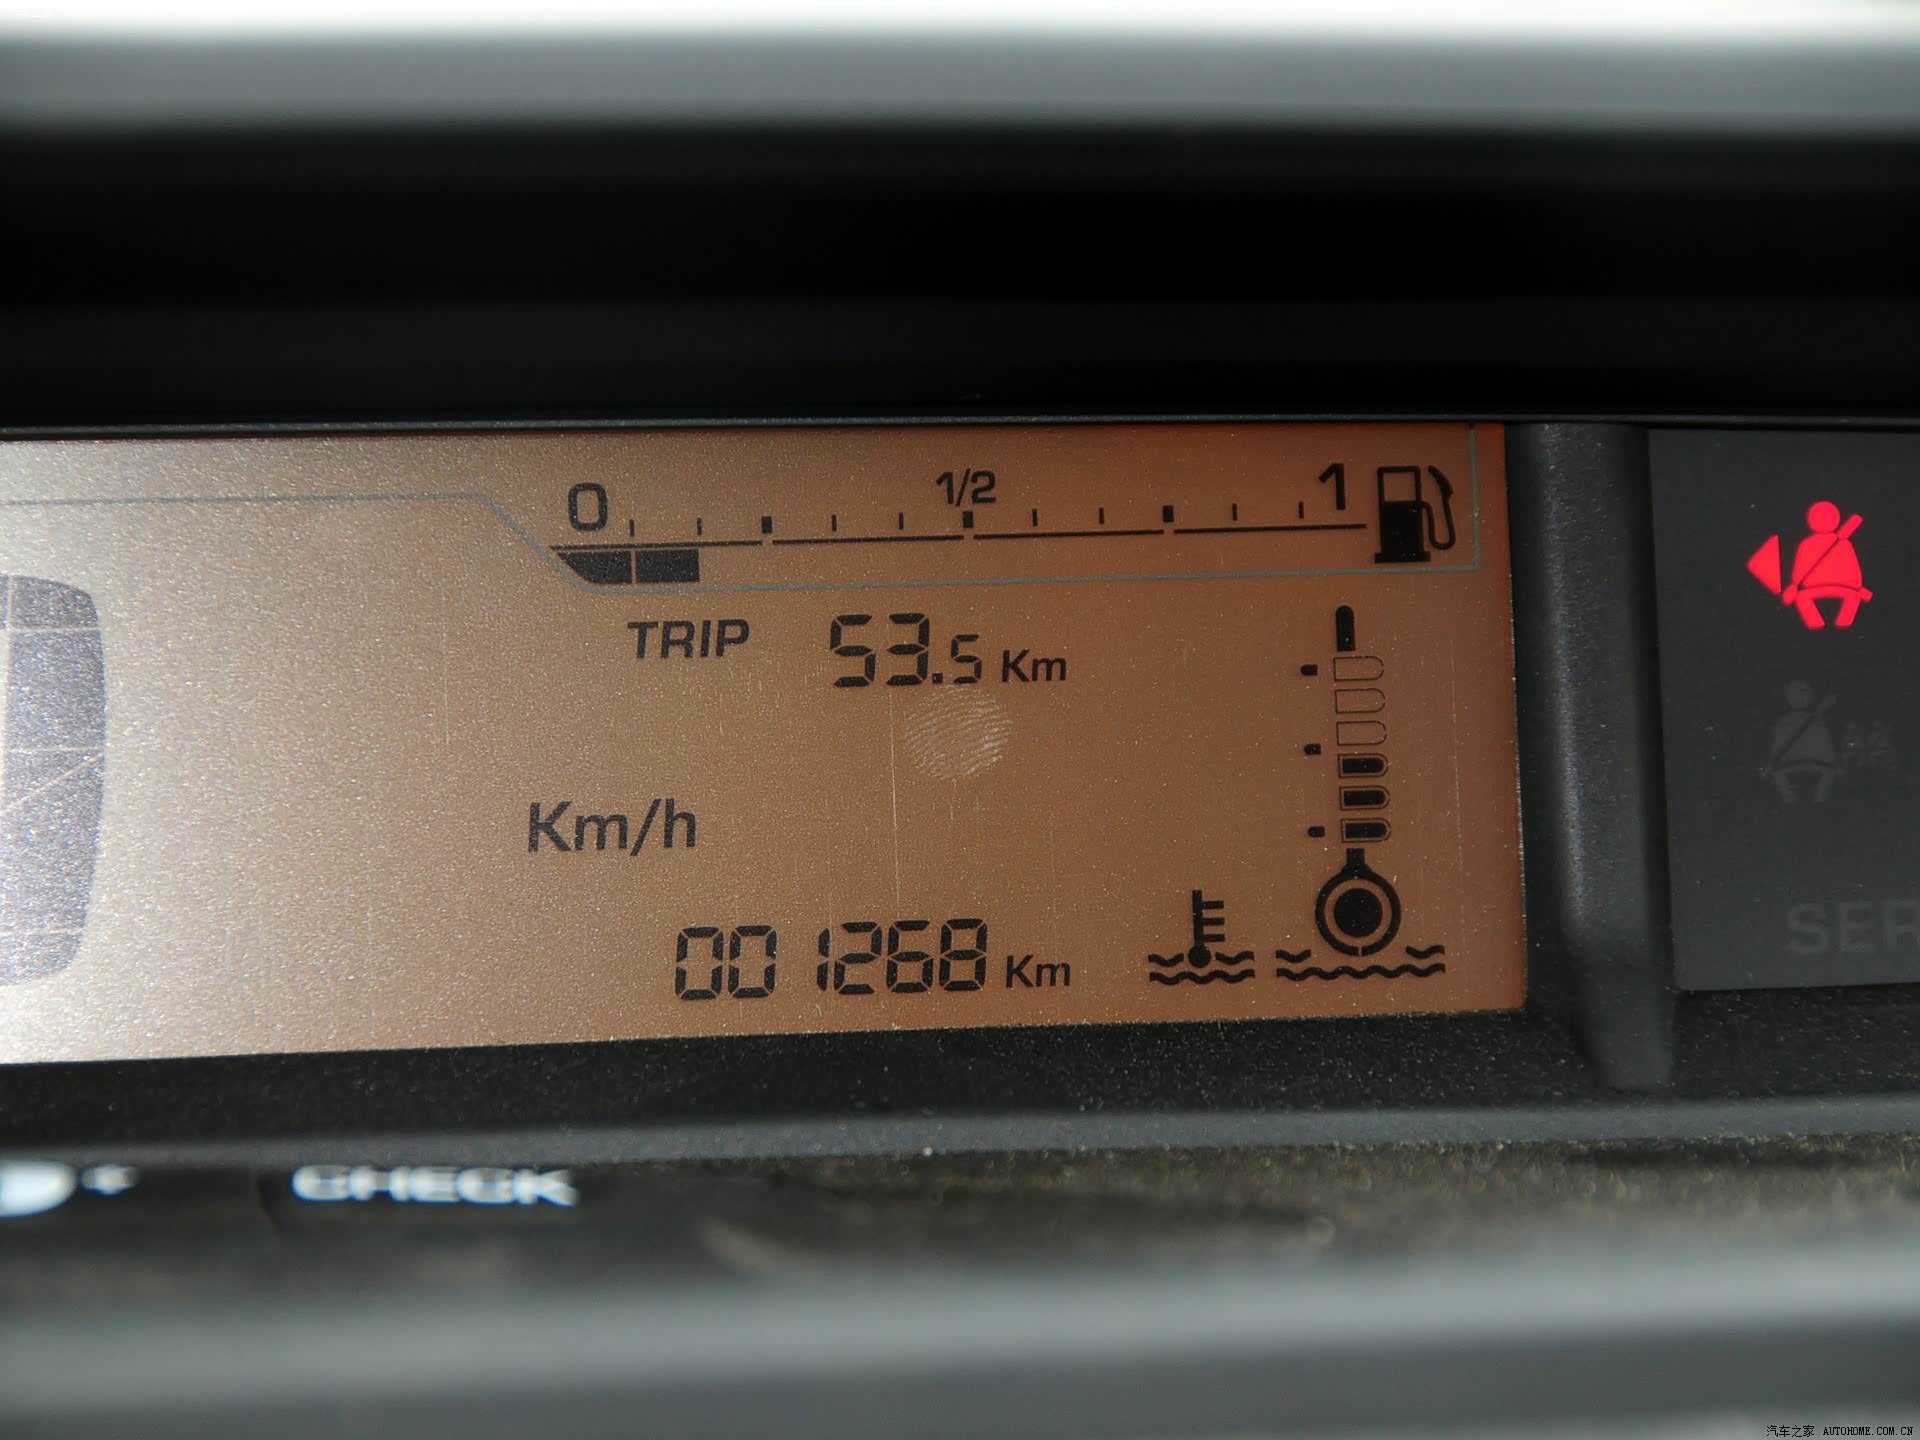 0 1/2 1
TRIP 53.5 Km
Km/h
001268 Km
SER
CHECK
汽车之家 AUTOHOME.COM.CN